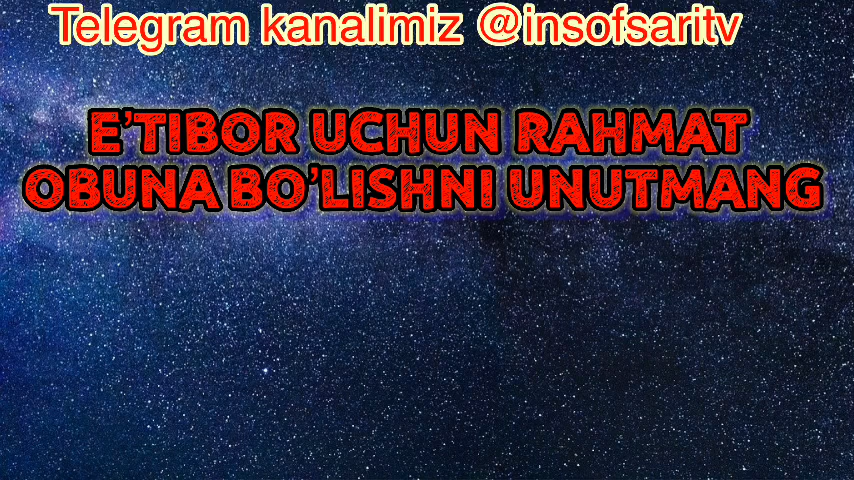 Telegram kanalimiz @insofsaritv
E’TIBOR UCHUN RAHMAT
OBUNA BO’LISHNI UNUTMANG